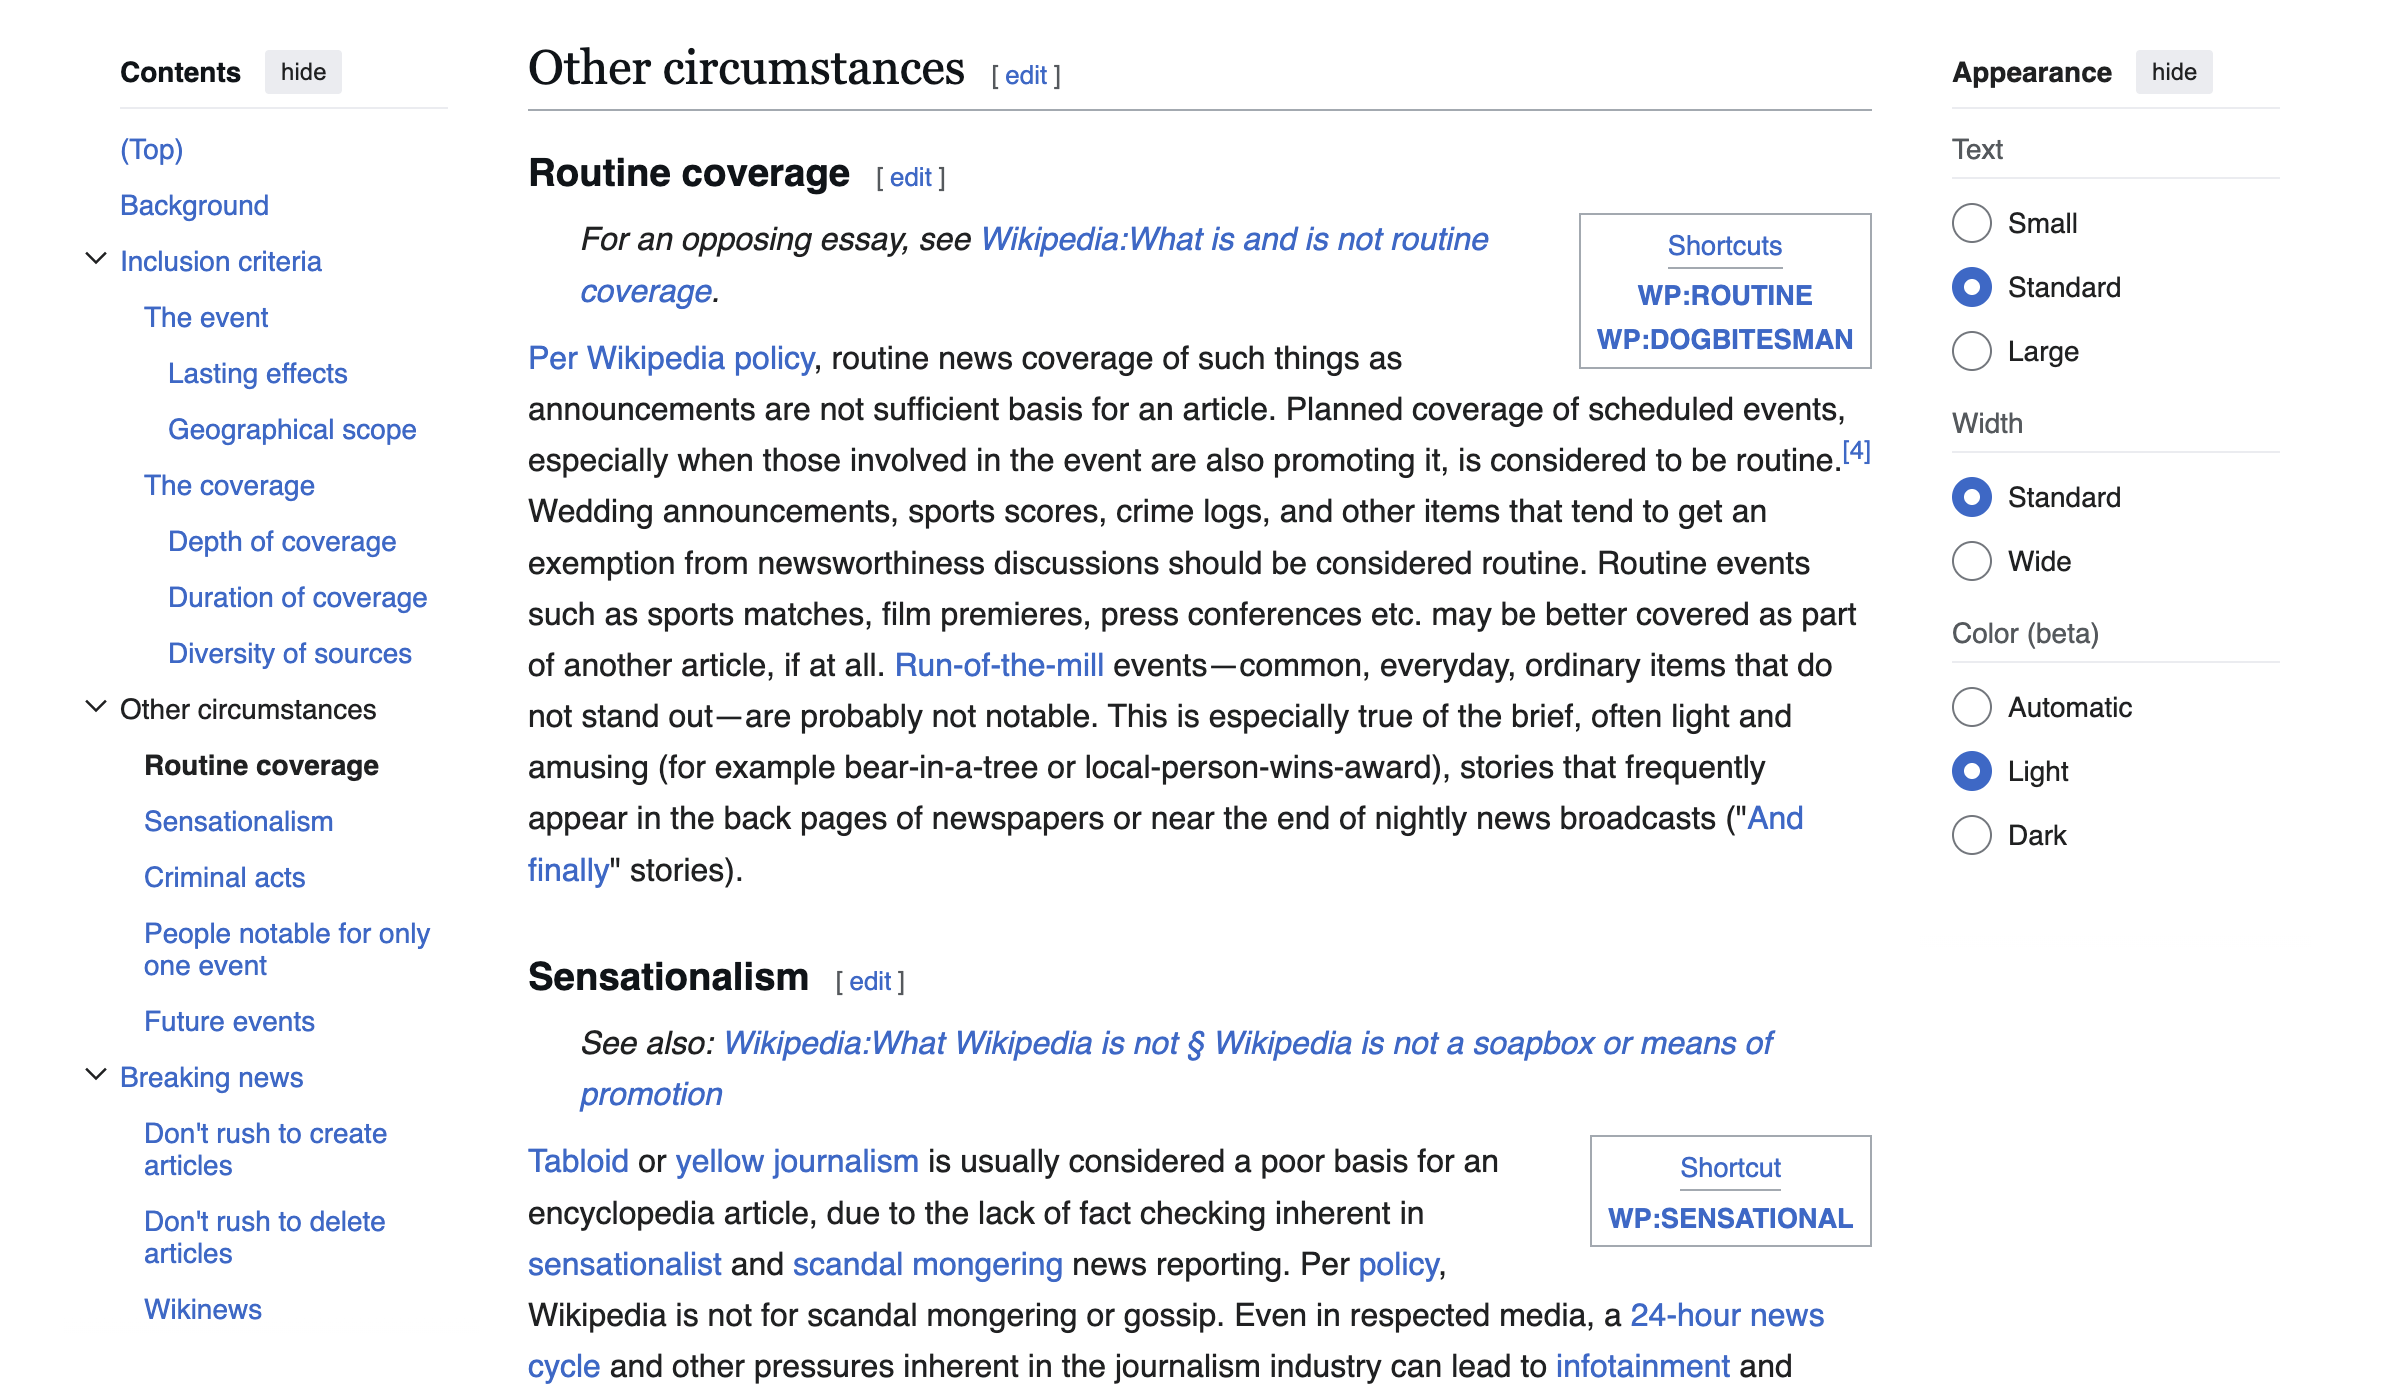 Contents hide
(Top)
Background
Inclusion criteria
The event
Lasting effects
Geographical scope
The coverage
Depth of coverage
Duration of coverage
Diversity of sources
Other circumstances
Routine coverage
Sensationalism
Criminal acts
People notable for only
one event
Future events
Breaking news
Don't rush to create
articles
Don't rush to delete
articles
Wikinews
Other circumstances [ edit ]
Routine coverage [ edit ]
For an opposing essay, see Wikipedia:What is and is not routine
coverage.
Shortcuts
WP:ROUTINE
WP:DOGBITESMAN
Per Wikipedia policy, routine news coverage of such things as
announcements are not sufficient basis for an article. Planned coverage of scheduled events,
especially when those involved in the event are also promoting it, is considered to be routine.[4]
Wedding announcements, sports scores, crime logs, and other items that tend to get an
exemption from newsworthiness discussions should be considered routine. Routine events
such as sports matches, film premieres, press conferences etc. may be better covered as part
of another article, if at all. Run-of-the-mill events—common, everyday, ordinary items that do
not stand out—are probably not notable. This is especially true of the brief, often light and
amusing (for example bear-in-a-tree or local-person-wins-award), stories that frequently
appear in the back pages of newspapers or near the end of nightly news broadcasts ("And
finally" stories).
Sensationalism [ edit ]
See also: Wikipedia:What Wikipedia is not § Wikipedia is not a soapbox or means of
promotion
Shortcut
WP:SENSATIONAL
Tabloid or yellow journalism is usually considered a poor basis for an
encyclopedia article, due to the lack of fact checking inherent in
sensationalist and scandal mongering news reporting. Per policy,
Wikipedia is not for scandal mongering or gossip. Even in respected media, a 24-hour news
cycle and other pressures inherent in the journalism industry can lead to infotainment and
Appearance hide
Text
Small
Standard
Large
Width
Standard
Wide
Color (beta)
Automatic
Light
Dark